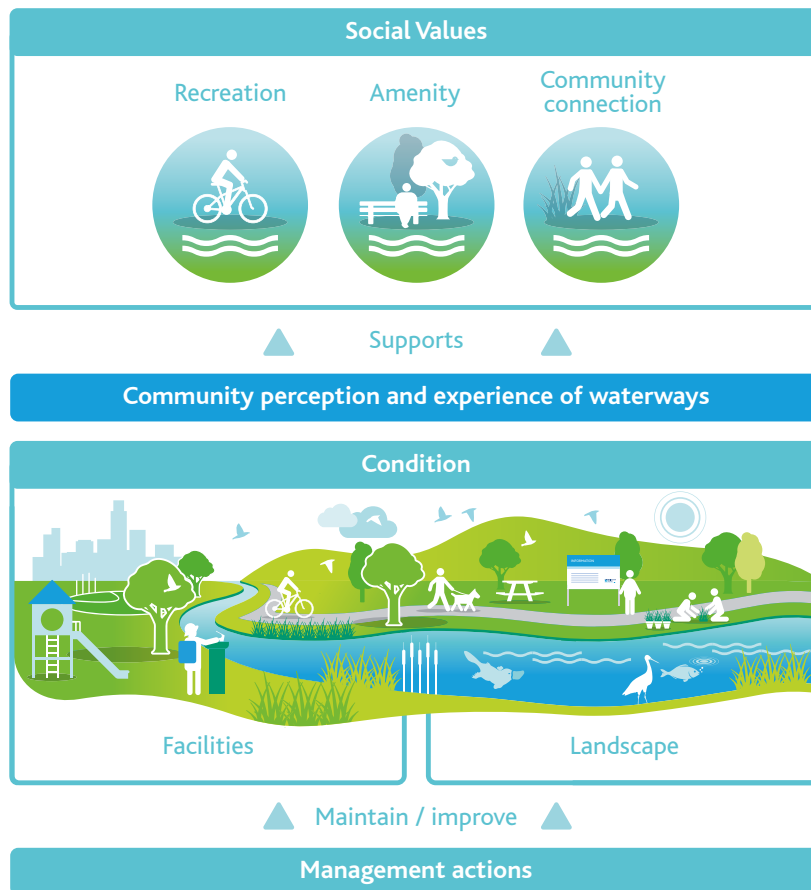 Social Values
Recreation
Amenity
Community
connection
Supports
Community perception and experience of waterways
Condition
Facilities
Landscape
Maintain / improve
Management actions